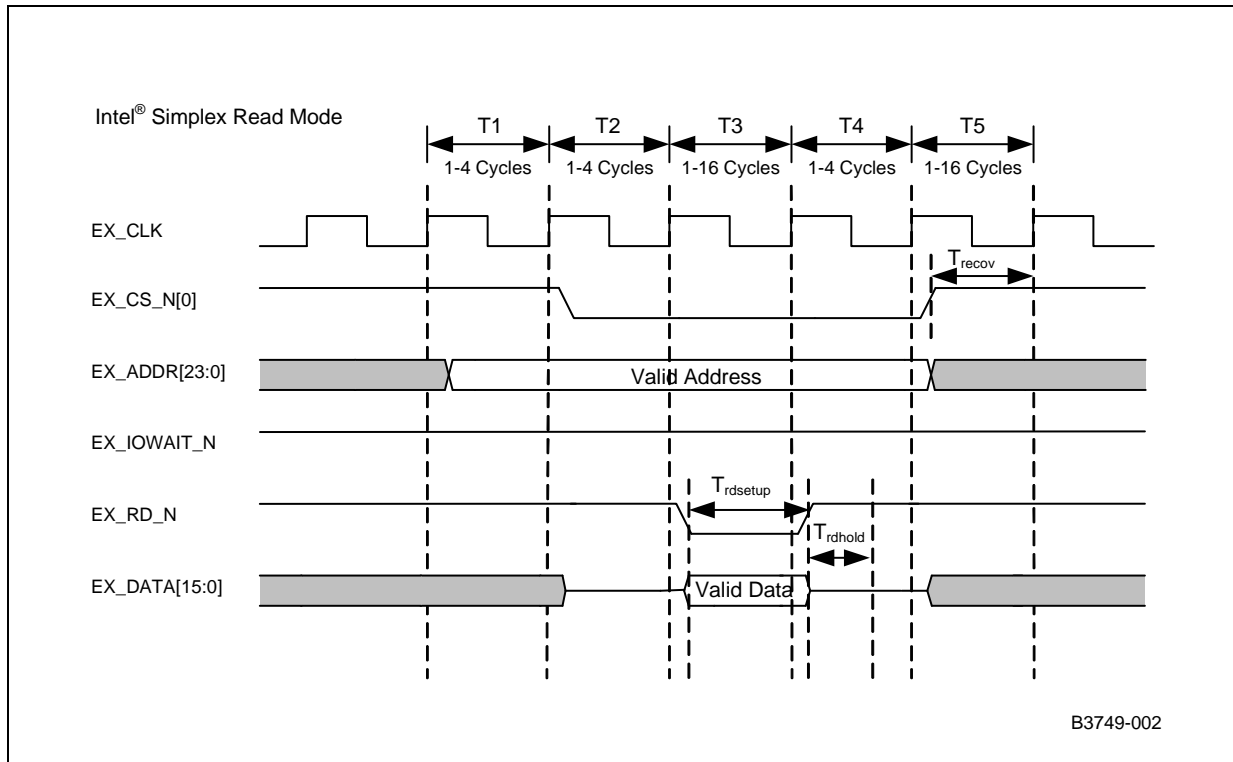 Intel® Simplex Read Mode
T1 T2 T3 T4 T5
1-4 Cycles 1-4 Cycles 1-16 Cycles 1-4 Cycles 1-16 Cycles
EX_CLK
Trecov
EX_CS_N[0]
EX_ADDR[23:0]
Valid Address
EX_IOWAIT_N
Trdsetup
EX_RD_N
Trdhold
EX_DATA[15:0]
Valid Data
B3749-002